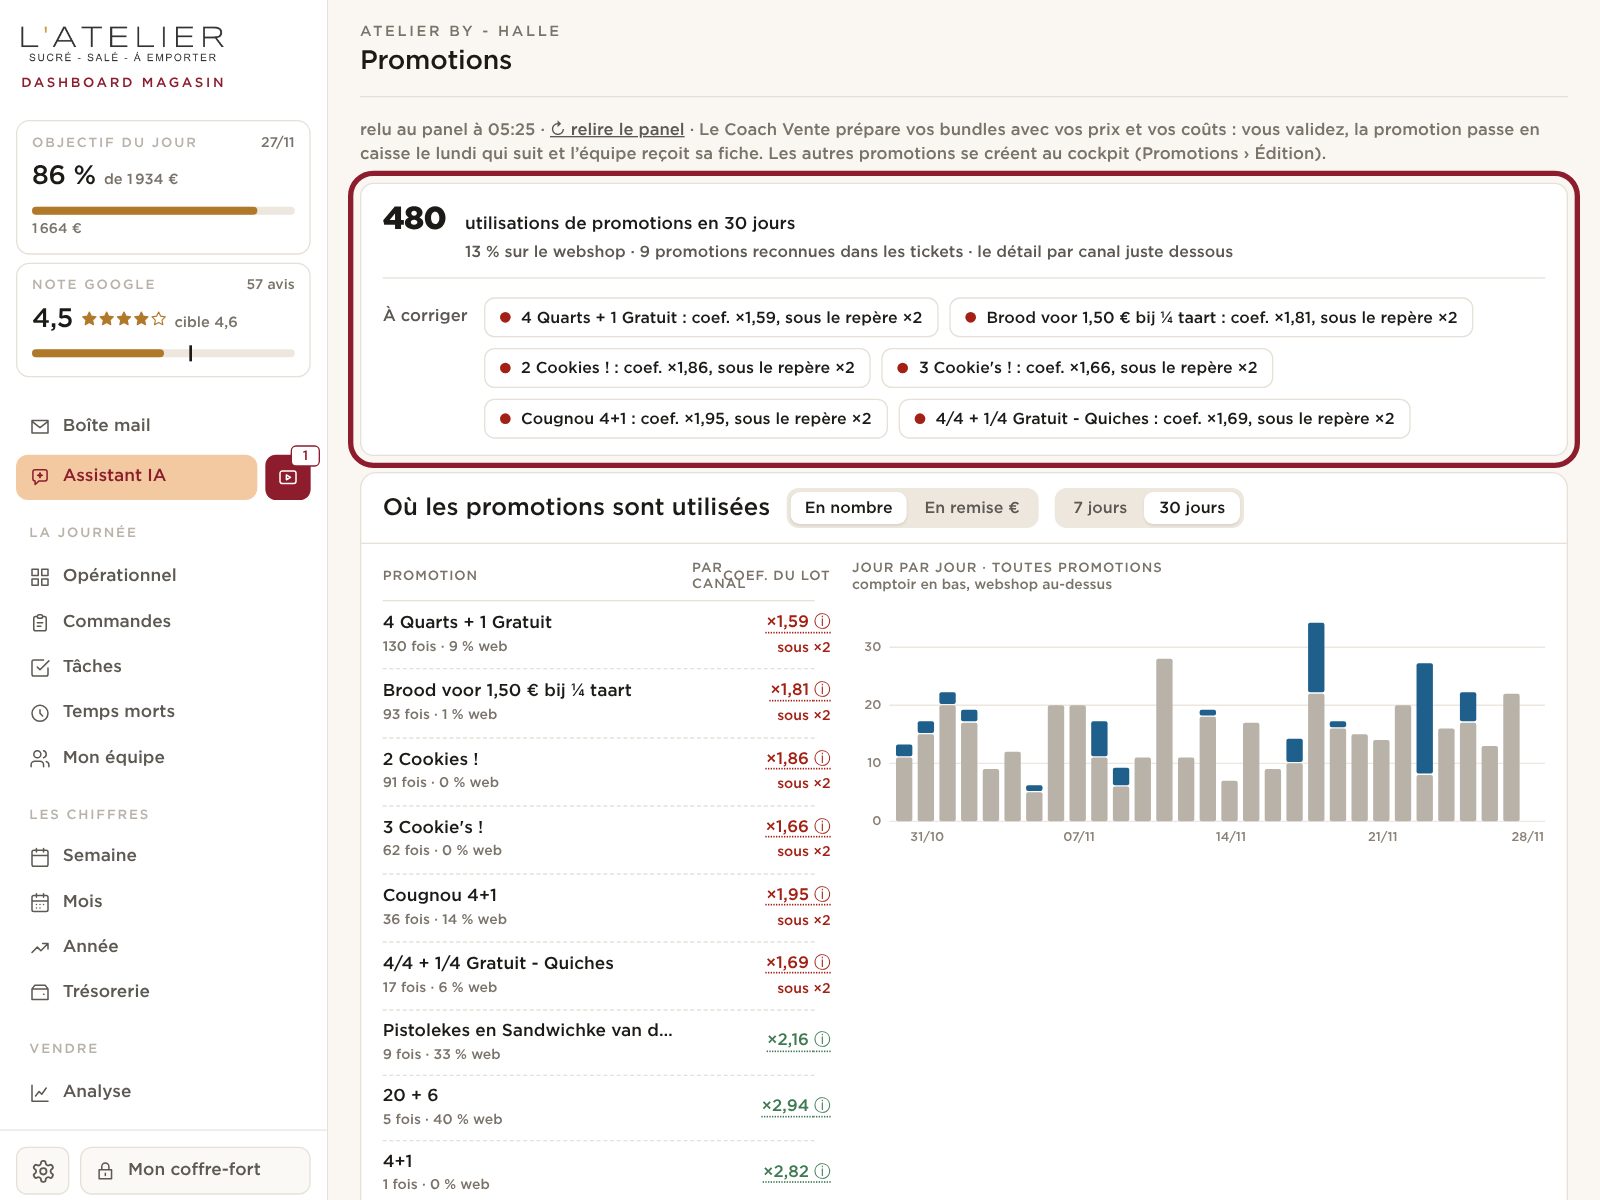 L'ATELIER
SUCRÉ - SALÉ - À EMPORTER
DASHBOARD MAGASIN
OBJECTIF DU JOUR 27/11
86 % de 1 934 €
1 664 €
NOTE GOOGLE 57 avis
4,5 cible 4,6
Boîte mail
Assistant IA 1
LA JOURNÉE
Opérationnel
Commandes
Tâches
Temps morts
Mon équipe
LES CHIFFRES
Semaine
Mois
Année
Trésorerie
VENDRE
Analyse
Mon coffre-fort
ATELIER BY - HALLE
Promotions
relu au panel à 05:25 · relire le panel · Le Coach Vente prépare vos bundles avec vos prix et vos coûts : vous validez, la promotion passe en
caisse le lundi qui suit et l'équipe reçoit sa fiche. Les autres promotions se créent au cockpit (Promotions › Édition).
480 utilisations de promotions en 30 jours
13 % sur le webshop · 9 promotions reconnues dans les tickets · le détail par canal juste dessous
À corriger 4 Quarts + 1 Gratuit : coef. ×1,59, sous le repère ×2 Brood voor 1,50 € bij ¼ taart : coef. ×1,81, sous le repère ×2
2 Cookies ! : coef. ×1,86, sous le repère ×2 3 Cookie's ! : coef. ×1,66, sous le repère ×2
Cougnou 4+1 : coef. ×1,95, sous le repère ×2 4/4 + 1/4 Gratuit - Quiches : coef. ×1,69, sous le repère ×2
Où les promotions sont utilisées En nombre En remise € 7 jours 30 jours
PROMOTION PAR CANAL COEF. DU LOT
4 Quarts + 1 Gratuit ×1,59 ⓘ
130 fois · 9 % web sous ×2
Brood voor 1,50 € bij ¼ taart ×1,81 ⓘ
93 fois · 1 % web sous ×2
2 Cookies ! ×1,86 ⓘ
91 fois · 0 % web sous ×2
3 Cookie's ! ×1,66 ⓘ
62 fois · 0 % web sous ×2
Cougnou 4+1 ×1,95 ⓘ
36 fois · 14 % web sous ×2
4/4 + 1/4 Gratuit - Quiches ×1,69 ⓘ
17 fois · 6 % web sous ×2
Pistolekes en Sandwichke van d... ×2,16 ⓘ
9 fois · 33 % web
20 + 6 ×2,94 ⓘ
5 fois · 40 % web
4+1 ×2,82 ⓘ
1 fois · 0 % web
JOUR PAR JOUR · TOUTES PROMOTIONS
comptoir en bas, webshop au-dessus
30
20
10
0
31/10 07/11 14/11 21/11 28/11